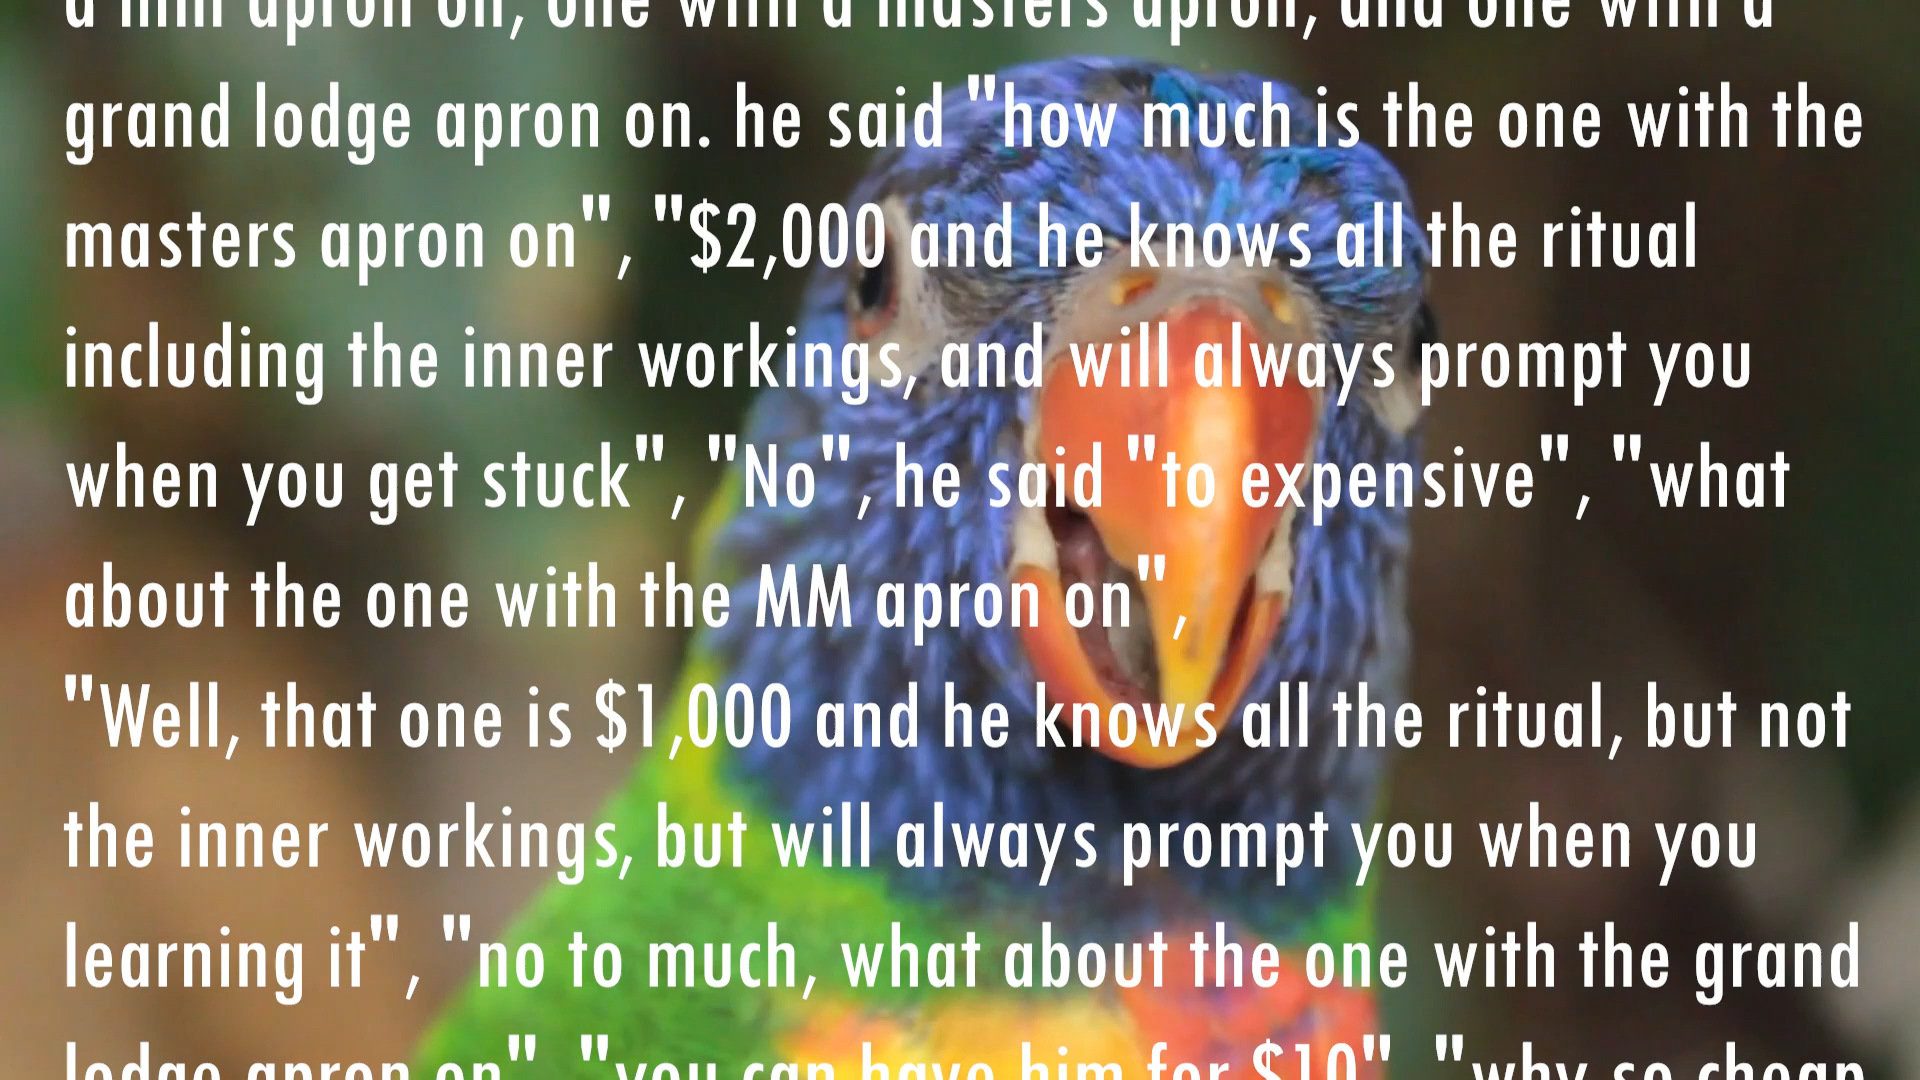 a mm apron on, one with a masters apron, and one with a
grand lodge apron on. he said "how much is the one with the
masters apron on", "$2,000 and he knows all the ritual
including the inner workings, and will always prompt you
when you get stuck", "No", he said "to expensive", "what
about the one with the MM apron on",
"Well, that one is $1,000 and he knows all the ritual, but not
the inner workings, but will always prompt you when you
learning it", "no to much, what about the one with the grand
lodge apron on", "you can have him for $10", "why so cheap